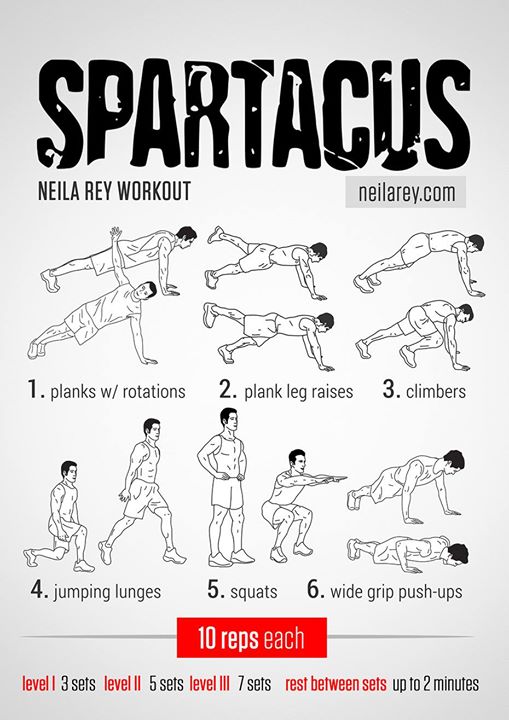 SPARTACUS
NEILA REY WORKOUT neilarey.com
1. planks w/ rotations 2. plank leg raises 3. climbers
4. jumping lunges 5. squats 6. wide grip push-ups
10 reps each
level I 3 sets level II 5 sets level III 7 sets rest between sets up to 2 minutes